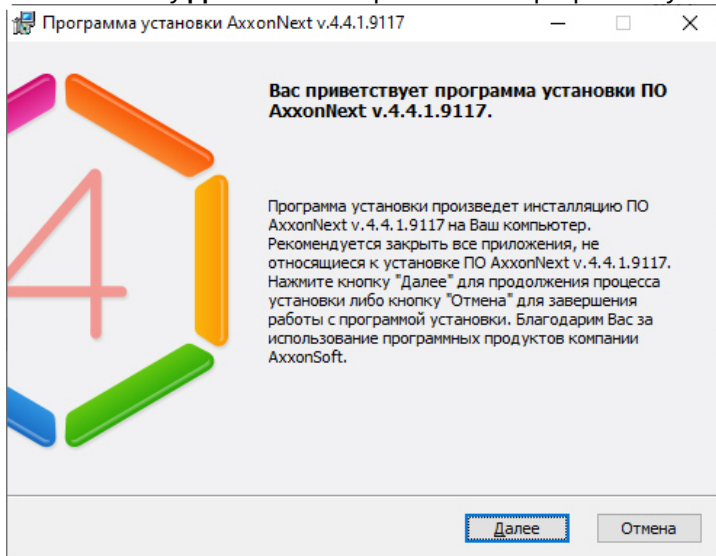 Программа установки AxxonNext v.4.4.1.9117
Вас приветствует программа установки ПО
AxxonNext v.4.4.1.9117.
4
Программа установки произведет инсталляцию ПО
AxxonNext v.4.4.1.9117 на Ваш компьютер.
Рекомендуется закрыть все приложения, не
относящиеся к установке ПО AxxonNext v.4.4.1.9117.
Нажмите кнопку "Далее" для продолжения процесса
установки либо кнопку "Отмена" для завершения
работы с программой установки. Благодарим Вас за
использование программных продуктов компании
AxxonSoft.
Далее
Отмена